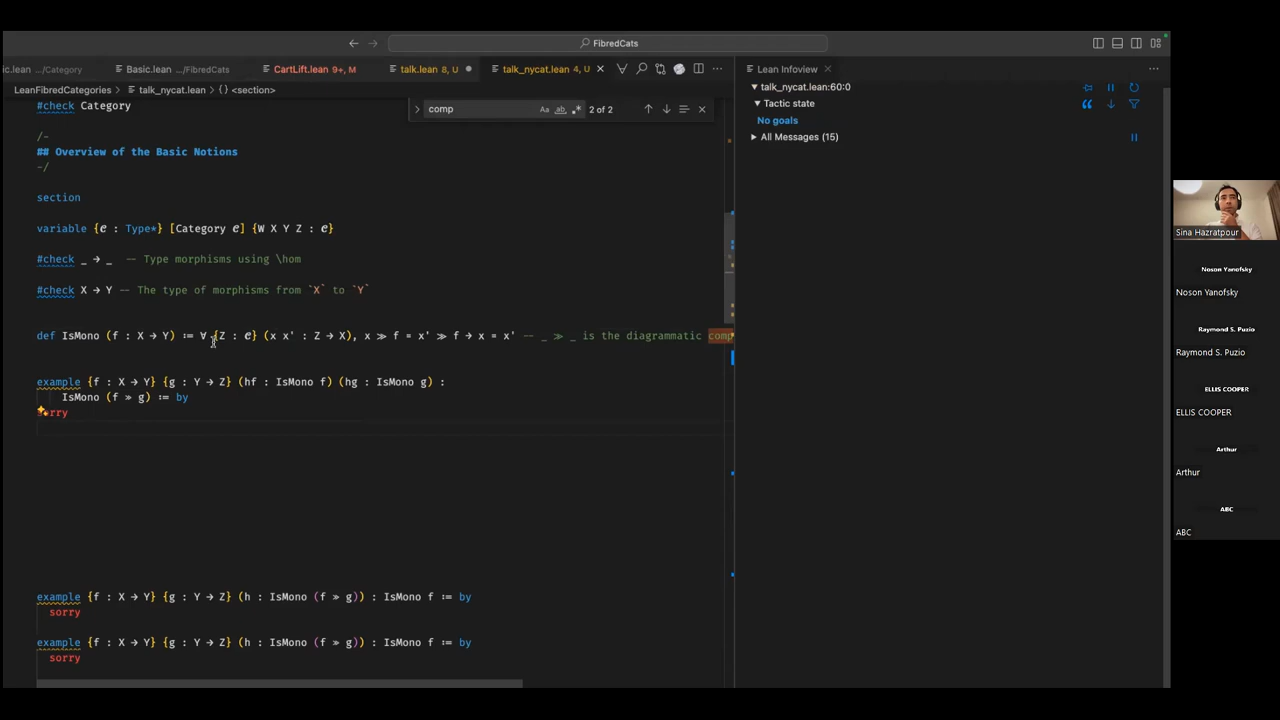 FibredCats
ic.lean .../Category
Basic.lean .../FibredCats
CartLift.lean 9+, M
talk.lean 8, U
talk_nycat.lean 4, U
LeanFibredCategories > talk_nycat.lean > {} <section>
comp
Aa ab .* 2 of 2
#check Category
/-
## Overview of the Basic Notions
-/
section
variable {𝒞 : Type*} [Category 𝒞] {W X Y Z : 𝒞}
#check _ → _ -- Type morphisms using \hom
#check X → Y -- The type of morphisms from `X` to `Y`
def IsMono (f : X → Y) := ∀ {Z : 𝒞} (x x' : Z → X), x ≫ f = x' ≫ f → x = x' -- _ ≫ _ is the diagrammatic comp
example {f : X → Y} {g : Y → Z} (hf : IsMono f) (hg : IsMono g) :
IsMono (f ≫ g) := by
sorry
example {f : X → Y} {g : Y → Z} (h : IsMono (f ≫ g)) : IsMono f := by
sorry
example {f : X → Y} {g : Y → Z} (h : IsMono (f ≫ g)) : IsMono f := by
sorry
Lean Infoview
talk_nycat.lean:60:0
Tactic state
No goals
All Messages (15)
Sina Hazratpour
Noson Yanofsky
Noson Yanofsky
Raymond S. Puzio
Raymond S. Puzio
ELLIS COOPER
ELLIS COOPER
Arthur
Arthur
ABC
ABC